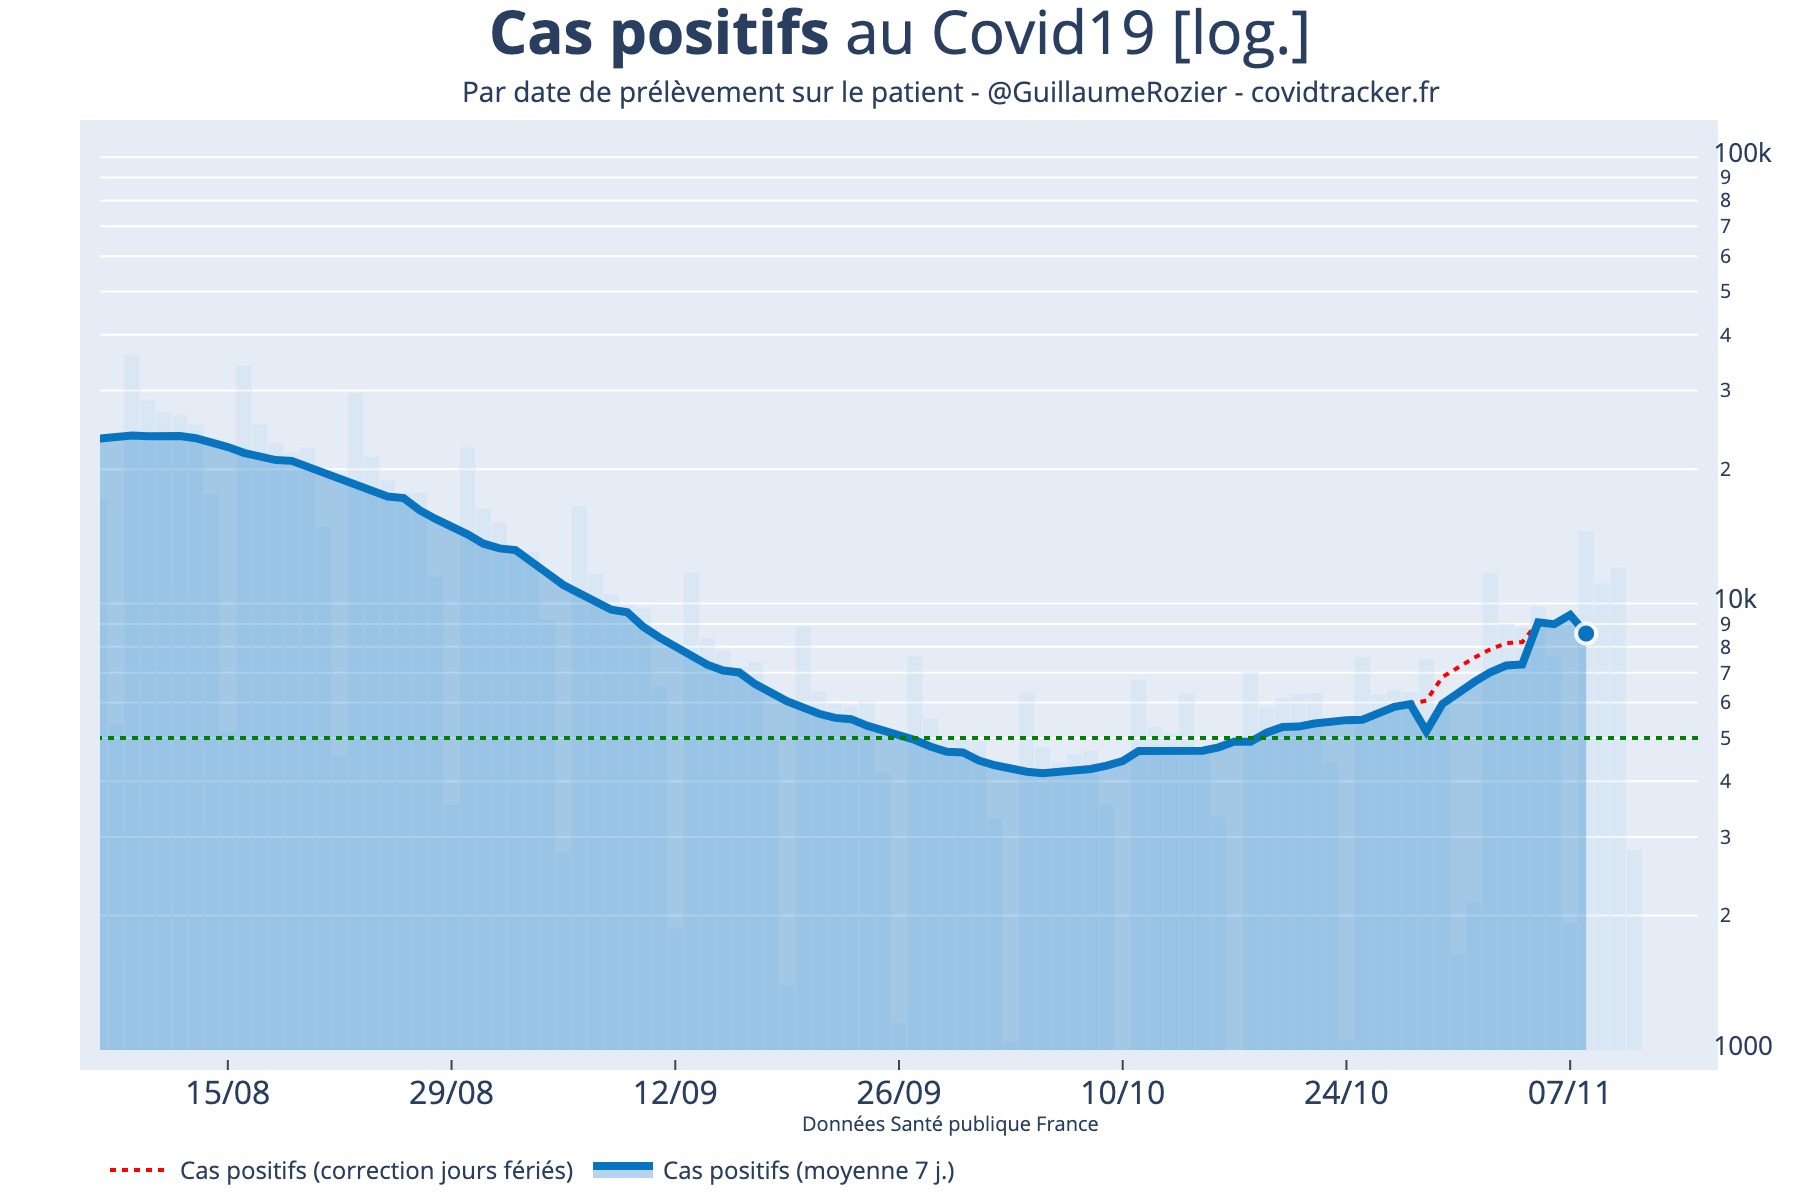 Cas positifs au Covid19 [log.]
Par date de prélèvement sur le patient - @GuillaumeRozier - covidtracker.fr
100k
9
8
7
6
5
4
3
2
10k
9
8
7
6
5
4
3
2
1000
15/08 29/08 12/09 26/09 10/10 24/10 07/11
Données Santé publique France
Cas positifs (correction jours fériés) Cas positifs (moyenne 7 j.)